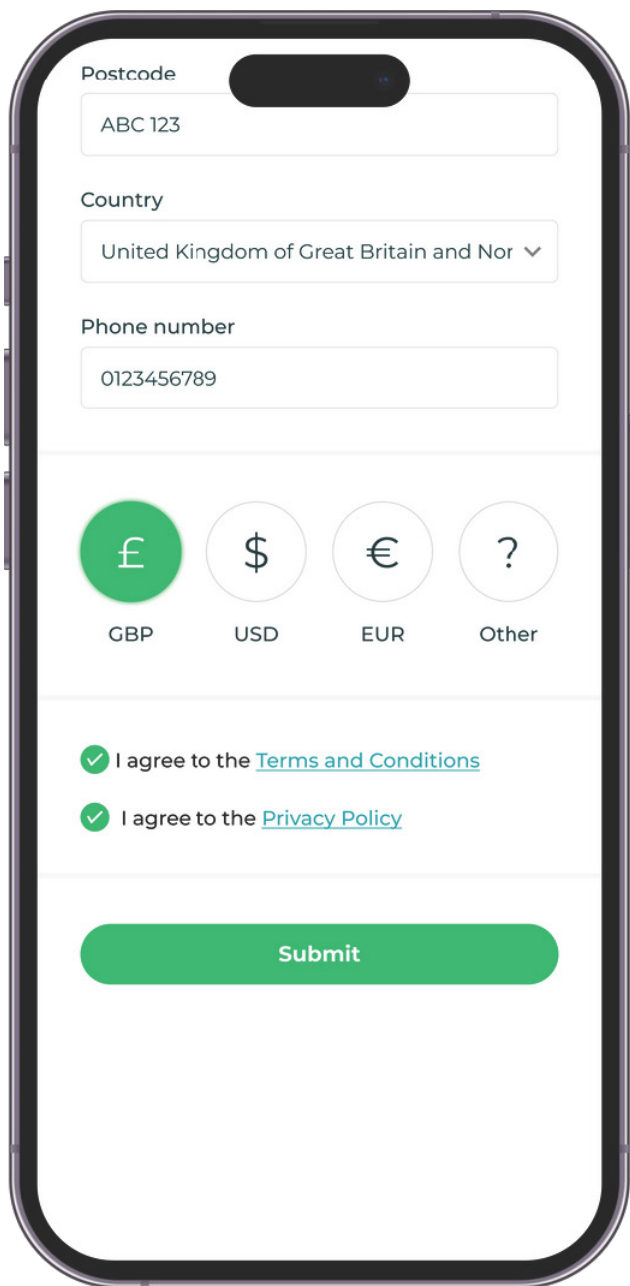 Postcode
ABC 123
Country
United Kingdom of Great Britain and Nor
Phone number
0123456789
£ $ € ?
GBP USD EUR Other
I agree to the Terms and Conditions
I agree to the Privacy Policy
Submit